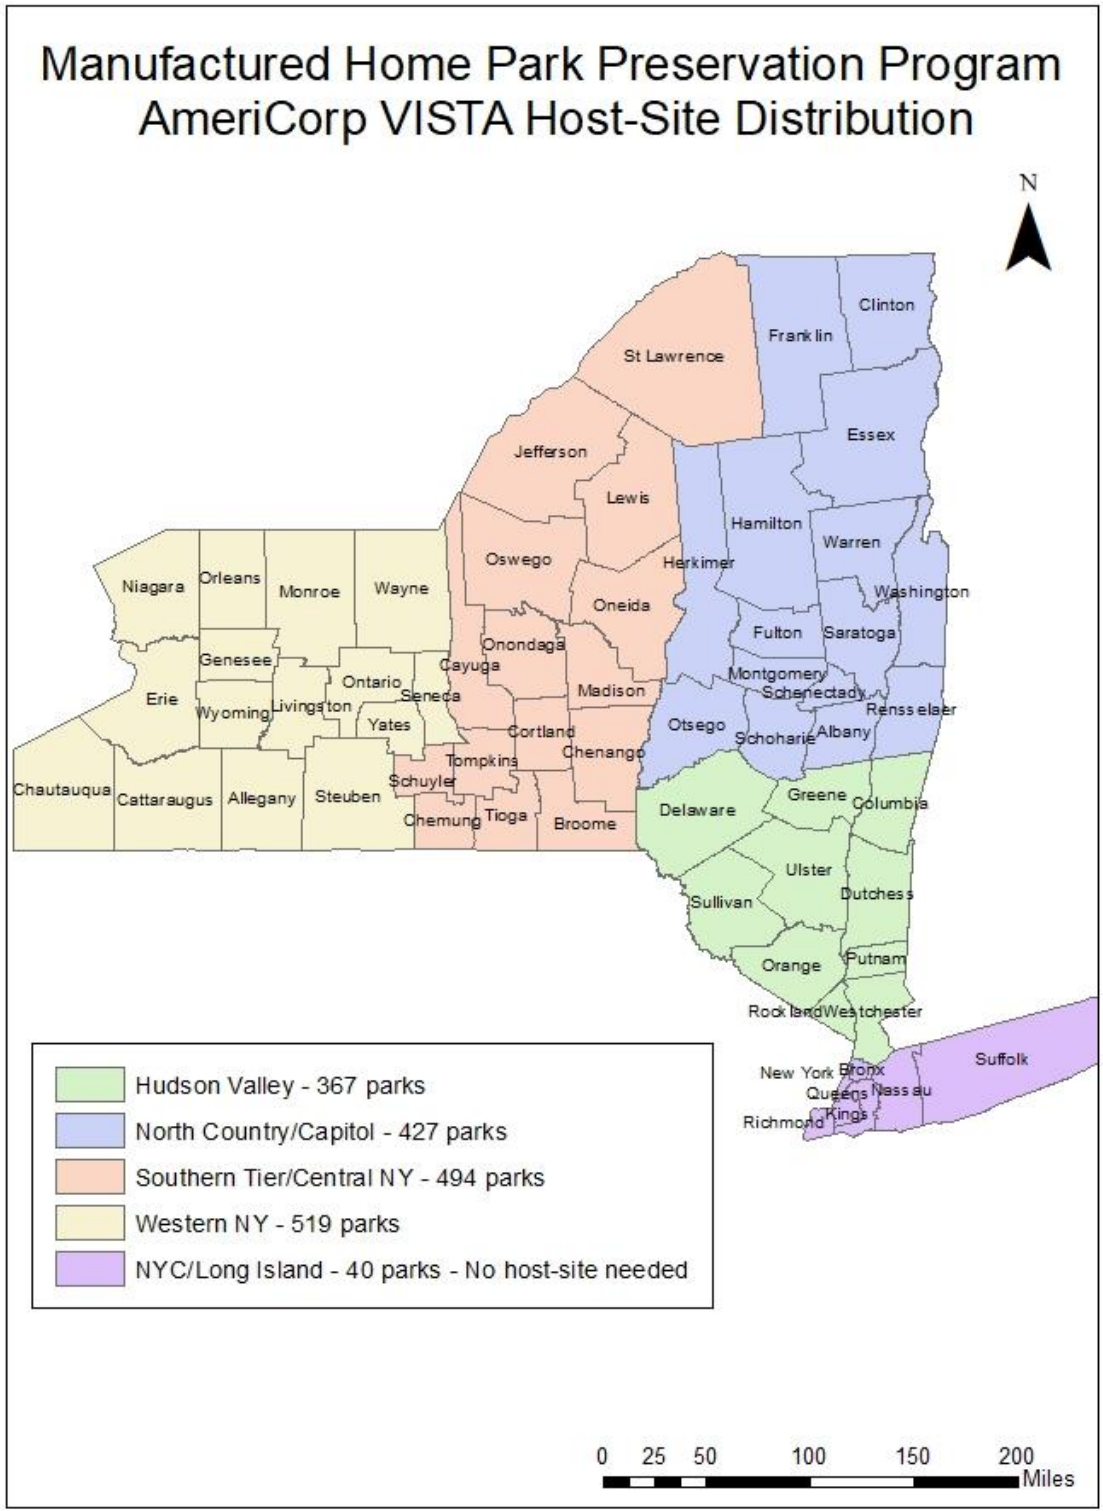 Manufactured Home Park Preservation Program
AmeriCorp VISTA Host-Site Distribution
N
Clinton
Franklin
St Lawrence
Essex
Jefferson
Lewis
Hamilton
Warren
Oswego
Herkimer
Niagara
Orleans
Monroe
Wayne
Washington
Oneida
Fulton
Saratoga
Onondaga
Genesee
Cayuga
Montgomery
Ontario
Seneca
Madison
Schenectady
Erie
Livingston
Wyoming
Rensselaer
Yates
Otsego
Cortland
Albany
Schoharie
Chenango
Tompkins
Schuyler
Chautauqua
Cattaraugus
Allegany
Steuben
Greene
Columbia
Delaware
Chemung
Tioga
Broome
Ulster
Dutchess
Sullivan
Orange
Putnam
Rockland
Westchester
Suffolk
New York
Bronx
Queens
Nassau
Richmond
Kings
Hudson Valley - 367 parks
North Country/Capitol - 427 parks
Southern Tier/Central NY - 494 parks
Western NY - 519 parks
NYC/Long Island - 40 parks - No host-site needed
0 25 50 100 150 200
Miles